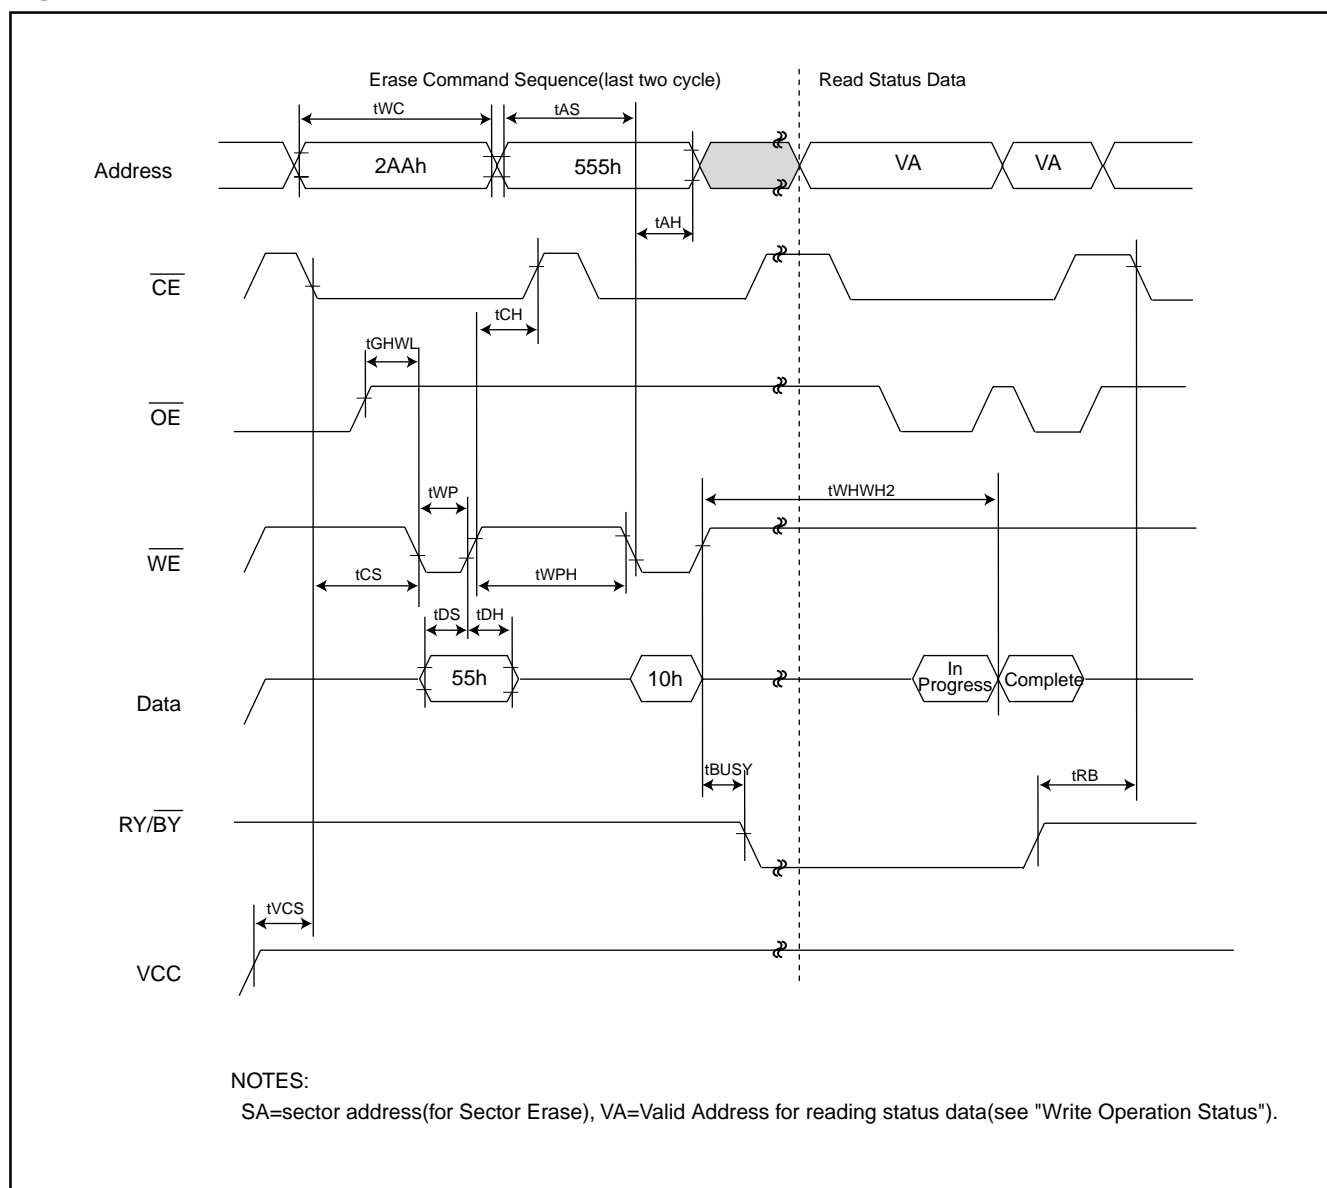 Erase Command Sequence(last two cycle) Read Status Data
tWC tAS
Address 2AAh 555h VA VA
tAH
CE
tCH
tGHWL
OE
tWP tWHWH2
WE
tCS tWPH
tDS tDH
Data 55h 10h In Progress Complete
tBUSY tRB
RY/BY
tVCS
VCC
NOTES:
SA=sector address(for Sector Erase), VA=Valid Address for reading status data(see "Write Operation Status").